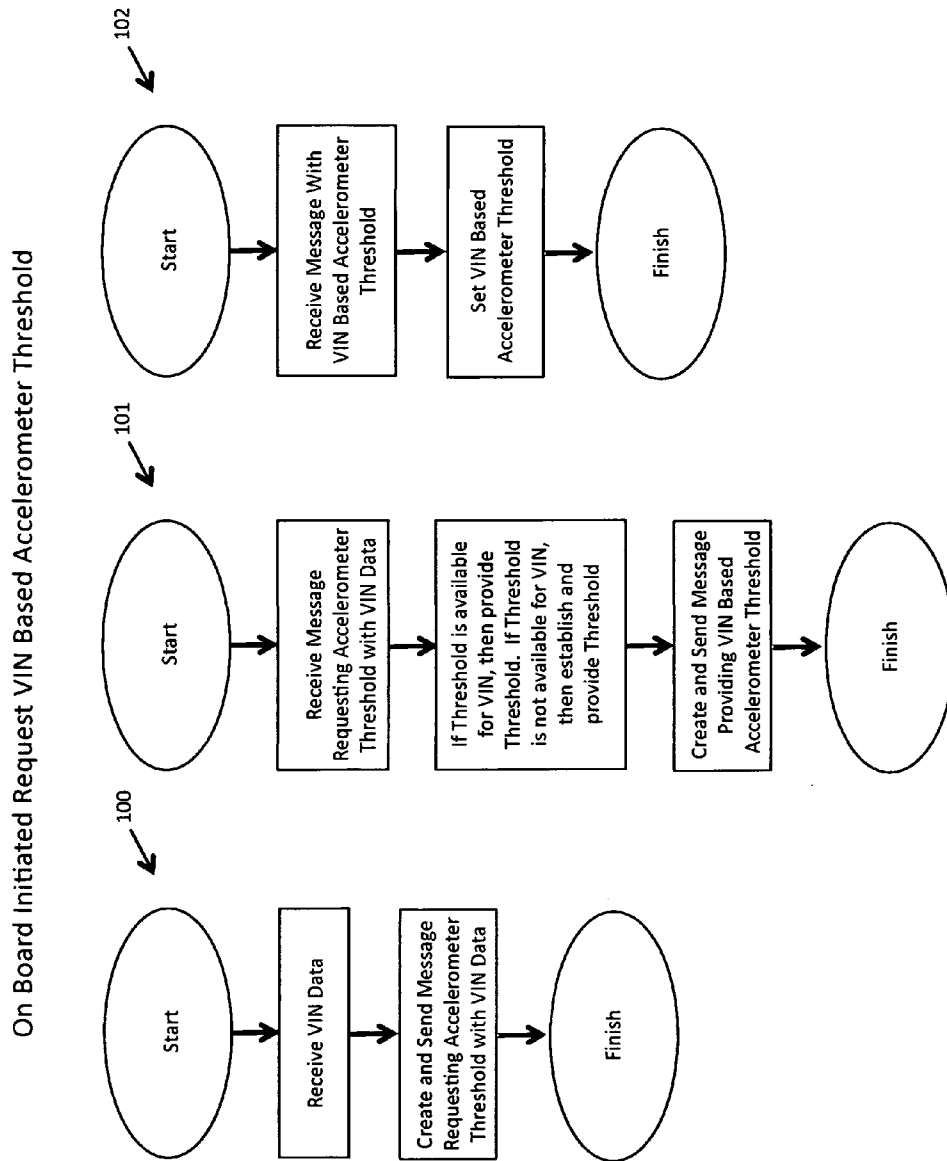 On Board Initiated Request VIN Based Accelerometer Threshold
100
Start
Receive VIN Data
Create and Send Message
Requesting Accelerometer
Threshold with VIN Data
Finish
101
Start
Receive Message
Requesting Accelerometer
Threshold with VIN Data
If Threshold is available
for VIN, then provide
Threshold. If Threshold
is not available for VIN,
then establish and
provide Threshold
Create and Send Message
Providing VIN Based
Accelerometer Threshold
Finish
102
Start
Receive Message With
VIN Based Accelerometer
Threshold
Set VIN Based
Accelerometer Threshold
Finish